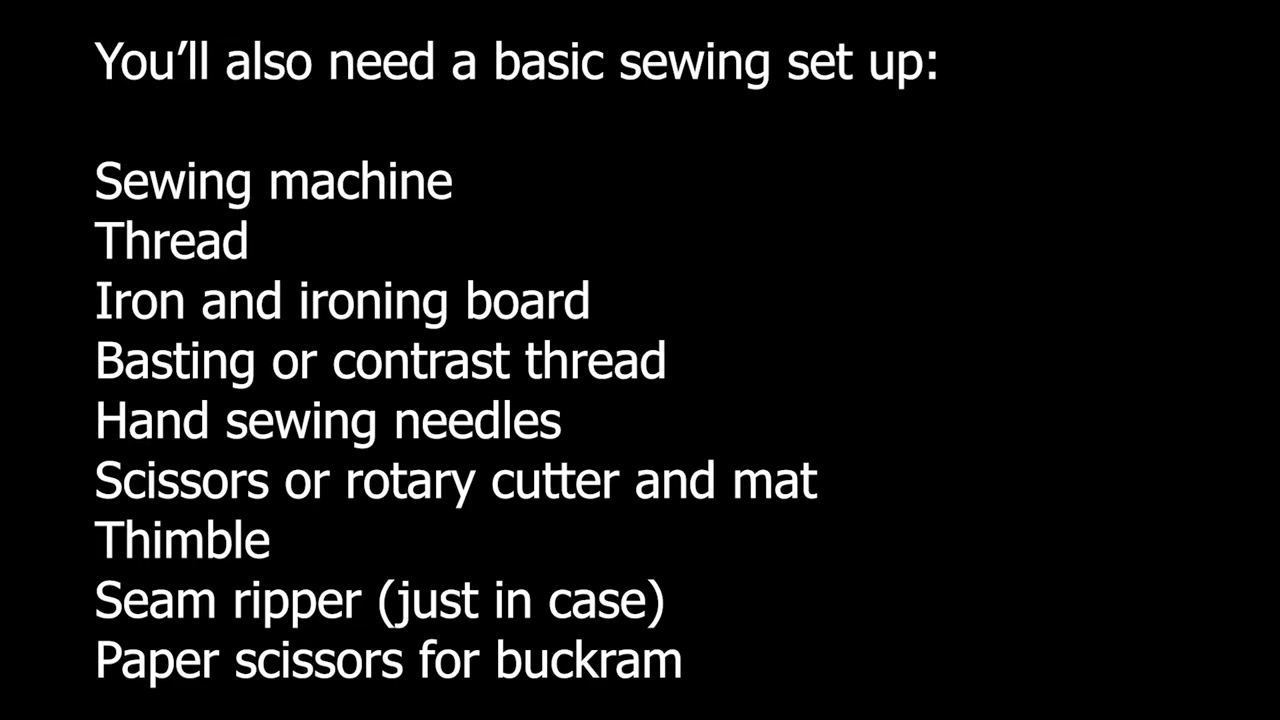 You’ll also need a basic sewing set up:
Sewing machine
Thread
Iron and ironing board
Basting or contrast thread
Hand sewing needles
Scissors or rotary cutter and mat
Thimble
Seam ripper (just in case)
Paper scissors for buckram